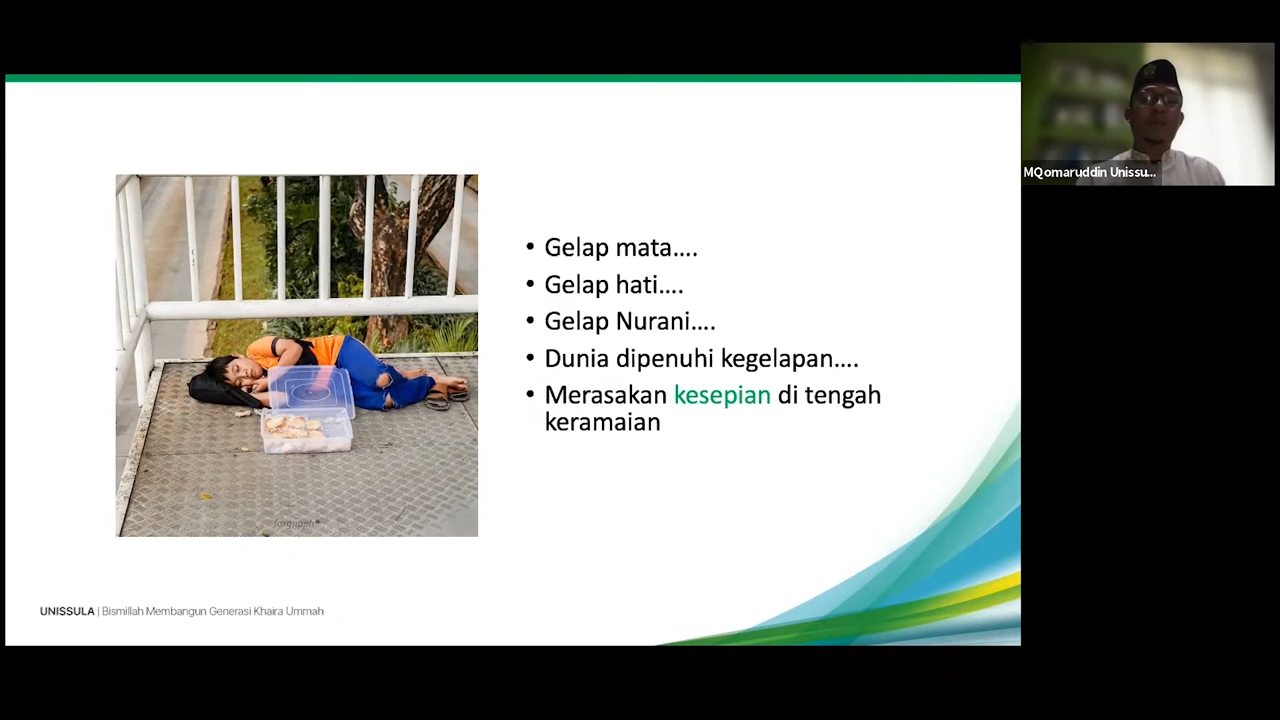 MQomaruddin Unissu...
• Gelap mata....
• Gelap hati....
• Gelap Nurani....
• Dunia dipenuhi kegelapan....
• Merasakan kesepian di tengah
keramaian
UNISSULA | Bismillah Membangun Generasi Khaira Ummah